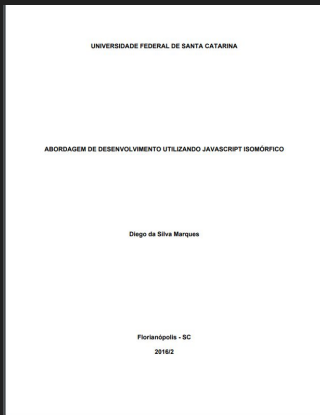 UNIVERSIDADE FEDERAL DE SANTA CATARINA
ABORDAGEM DE DESENVOLVIMENTO UTILIZANDO JAVASCRIPT ISOMÓRFICO
Diego da Silva Marques
Florianópolis - SC
2016/2